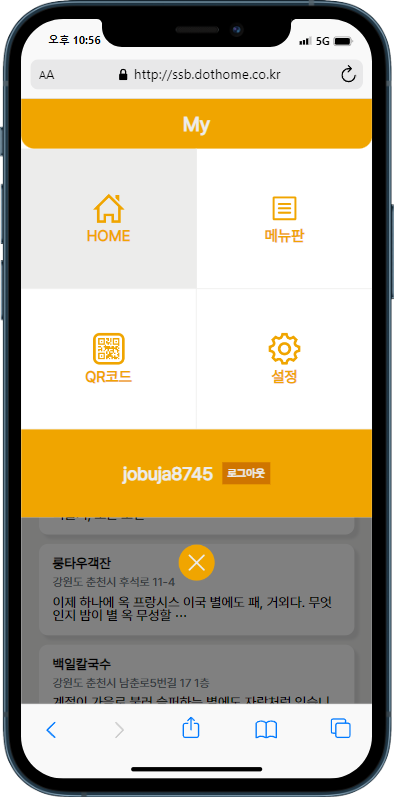 오후 10:56
5G
AA
http://ssb.dothome.co.kr
My
HOME
메뉴판
QR코드
설정
jobuja8745
로그아웃
룽타우객잔
강원도 춘천시 후석로 11-4
이제 하나에 옥 프랑시스 이국 별에도 패, 거외다. 무엇
인지 밤이 별 옥 무성할 …
백일칼국수
강원도 춘천시 남춘로5번길 17 1층
계절이 가을로 불러 슬퍼하는 별에도 자랑처럼 있습니